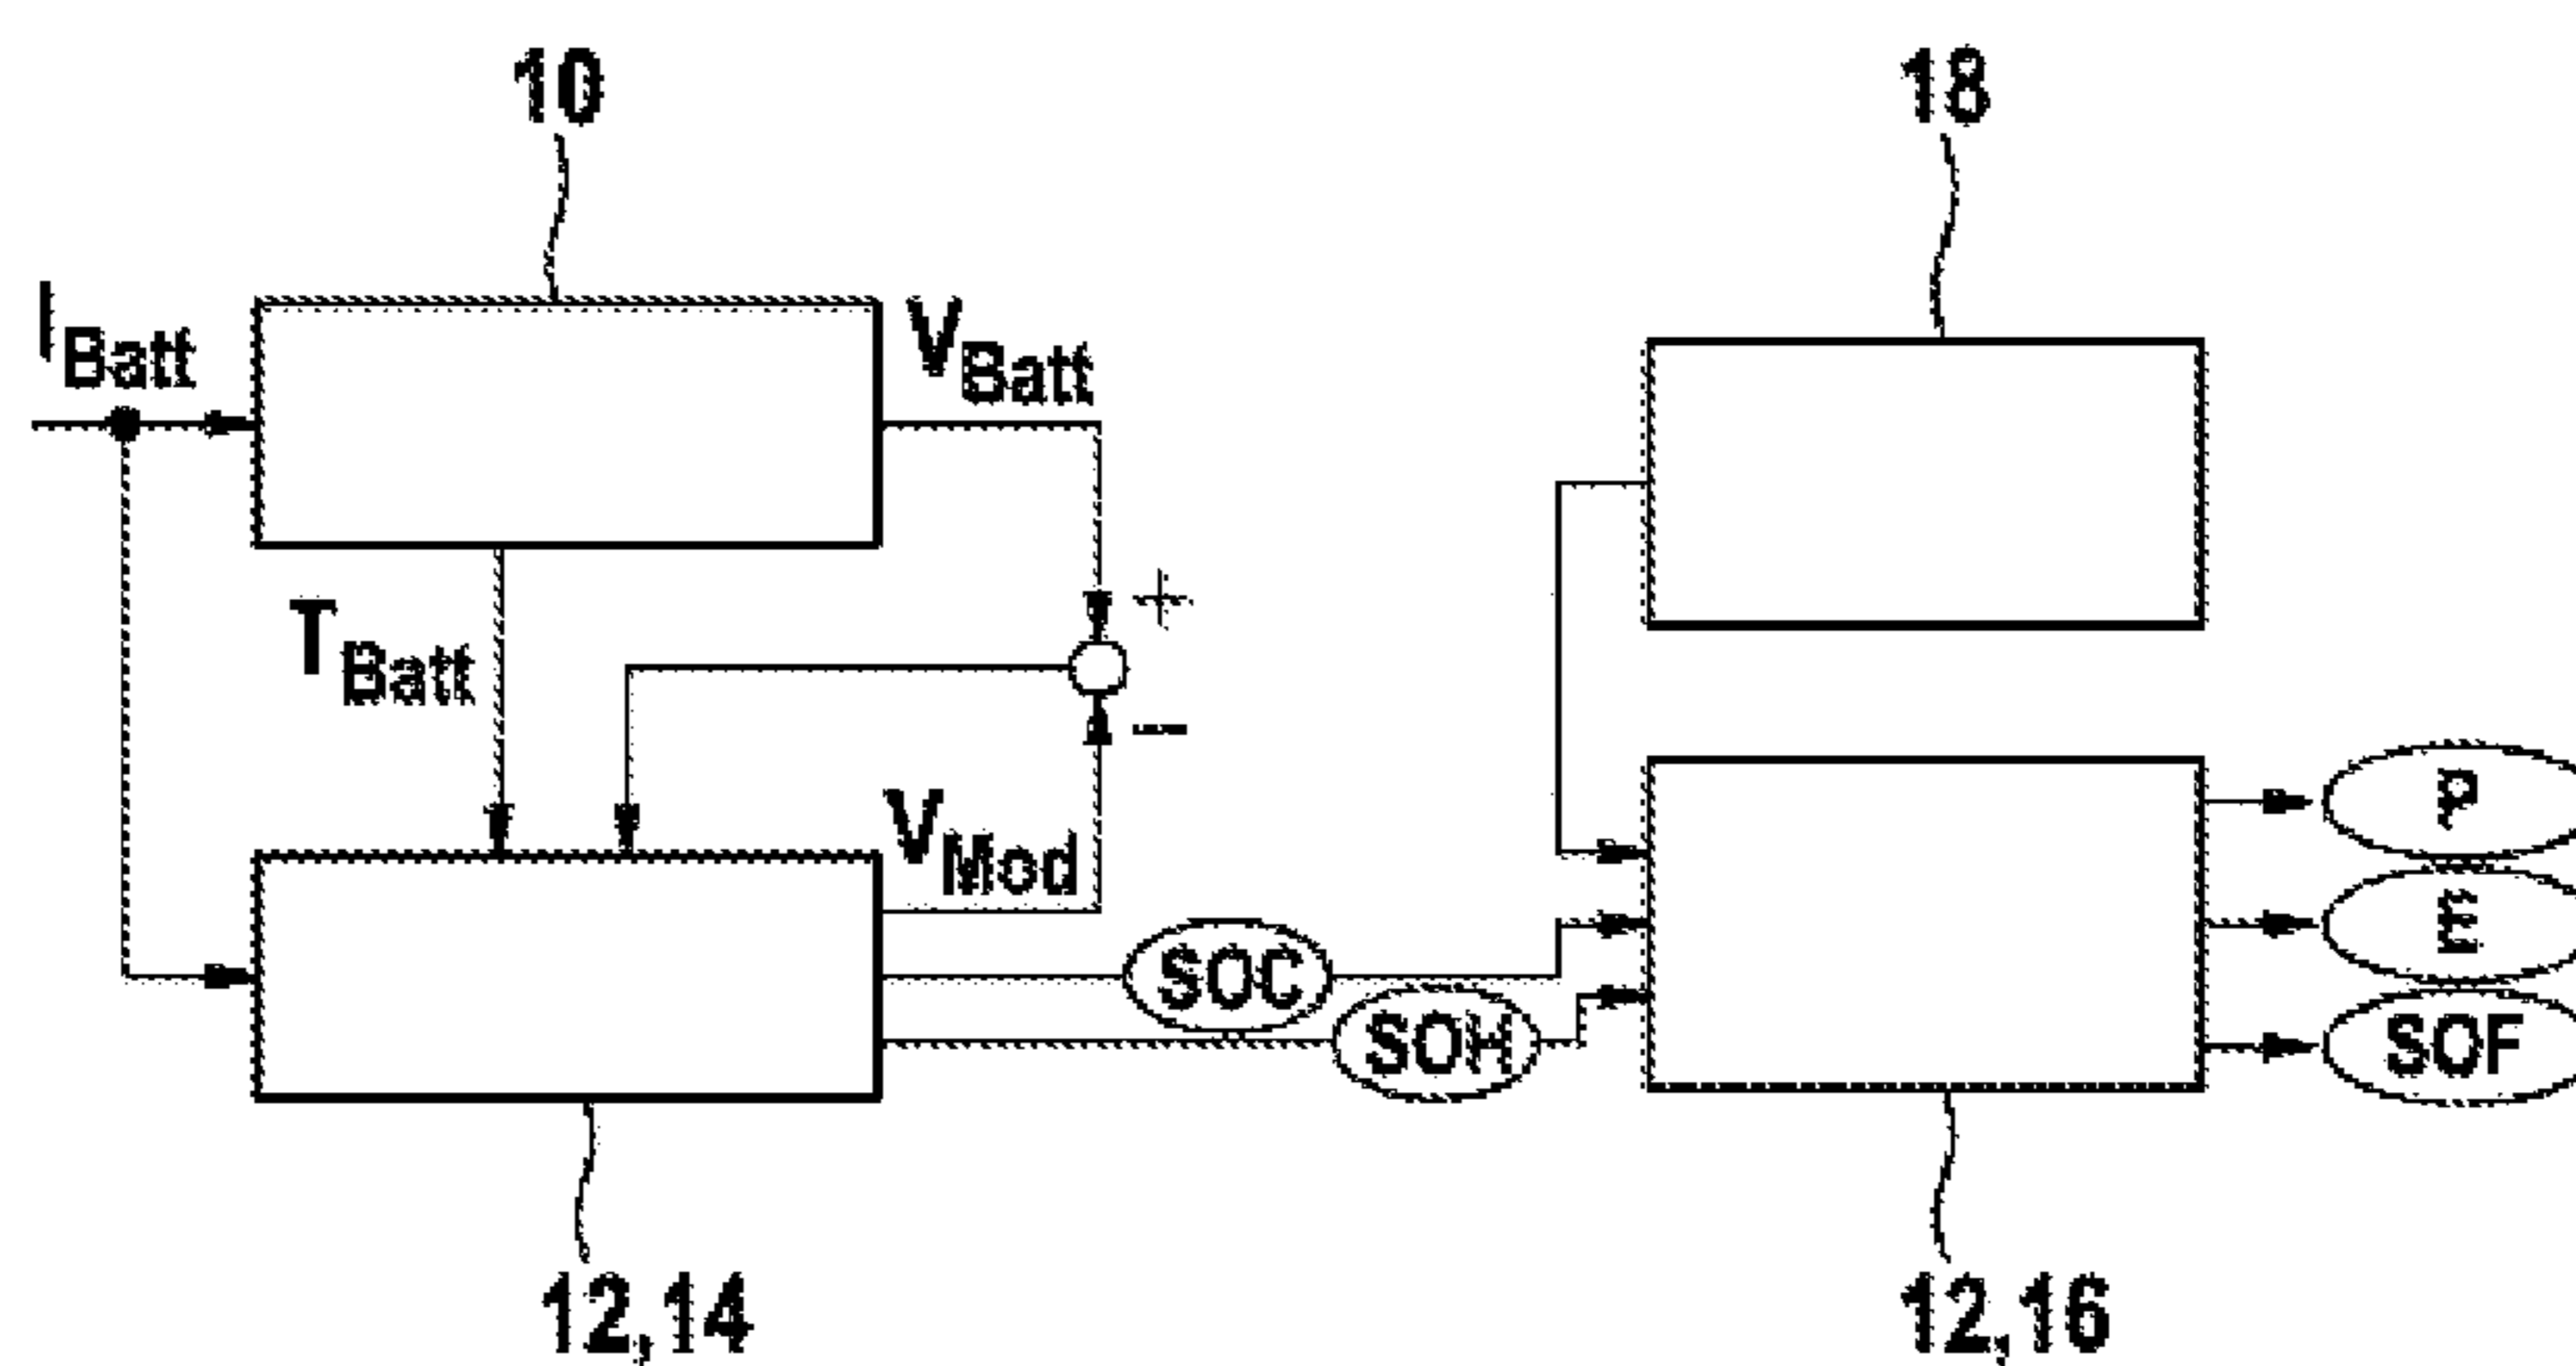 10
18
I_Batt
V_Batt
T_Batt
+
−
V_Mod
SOC
SOH
P
E
SOF
12,14
12,16